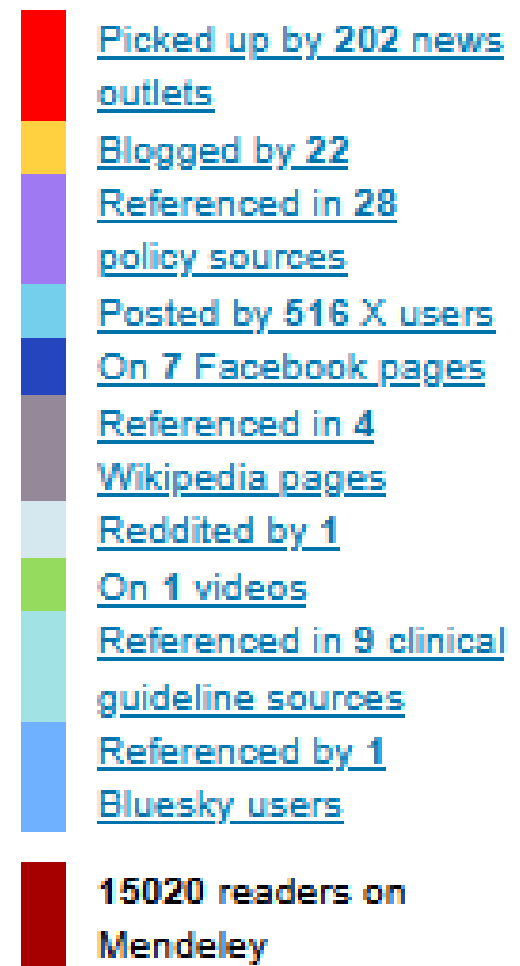 Picked up by 202 news
outlets
Blogged by 22
Referenced in 28
policy sources
Posted by 516 X users
On 7 Facebook pages
Referenced in 4
Wikipedia pages
Reddited by 1
On 1 videos
Referenced in 9 clinical
guideline sources
Referenced by 1
Bluesky users
15020 readers on
Mendeley